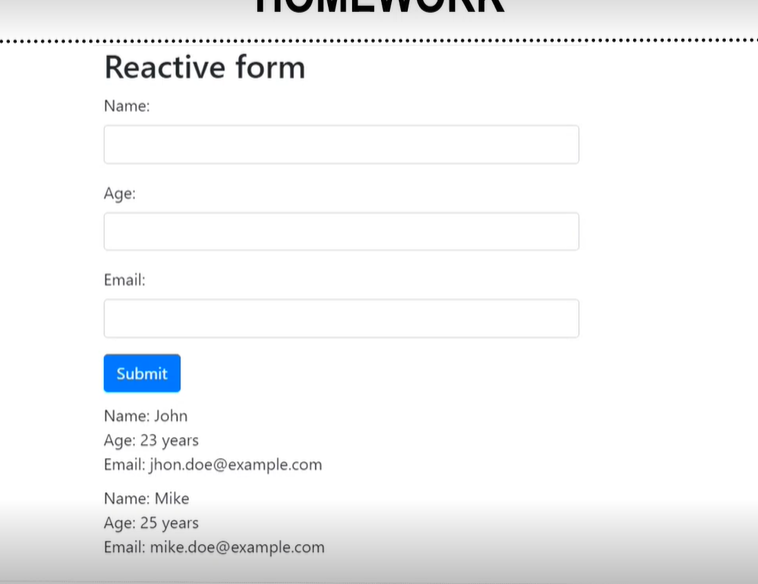 HOMEWORK
Reactive form
Name:
Age:
Email:
Submit
Name: John
Age: 23 years
Email: jhon.doe@example.com
Name: Mike
Age: 25 years
Email: mike.doe@example.com